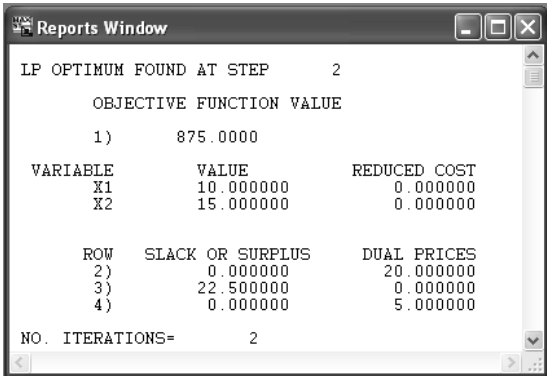 Reports Window
LP OPTIMUM FOUND AT STEP 2
OBJECTIVE FUNCTION VALUE
1) 875.0000
VARIABLE VALUE REDUCED COST
X1 10.000000 0.000000
X2 15.000000 0.000000
ROW SLACK OR SURPLUS DUAL PRICES
2) 0.000000 20.000000
3) 22.500000 0.000000
4) 0.000000 5.000000
NO. ITERATIONS= 2